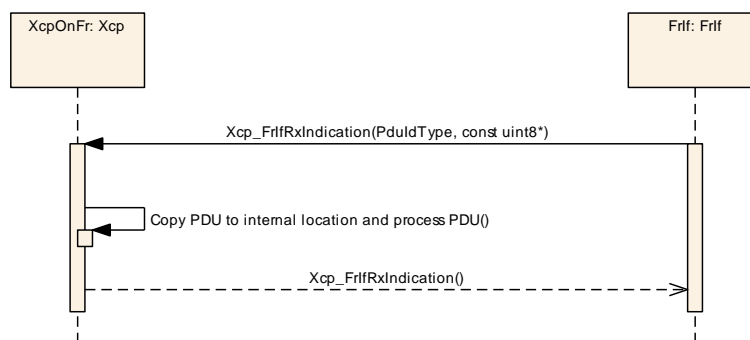 XcpOnFr: Xcp
FrIf: FrIf
Xcp_FrIfRxIndication(PduIdType, const uint8*)
Copy PDU to internal location and process PDU()
Xcp_FrIfRxIndication()